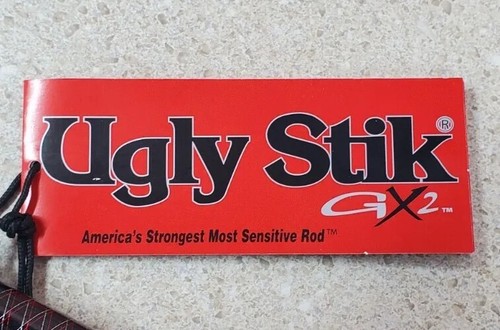 Ugly Stik®
GX2™
America's Strongest Most Sensitive Rod™